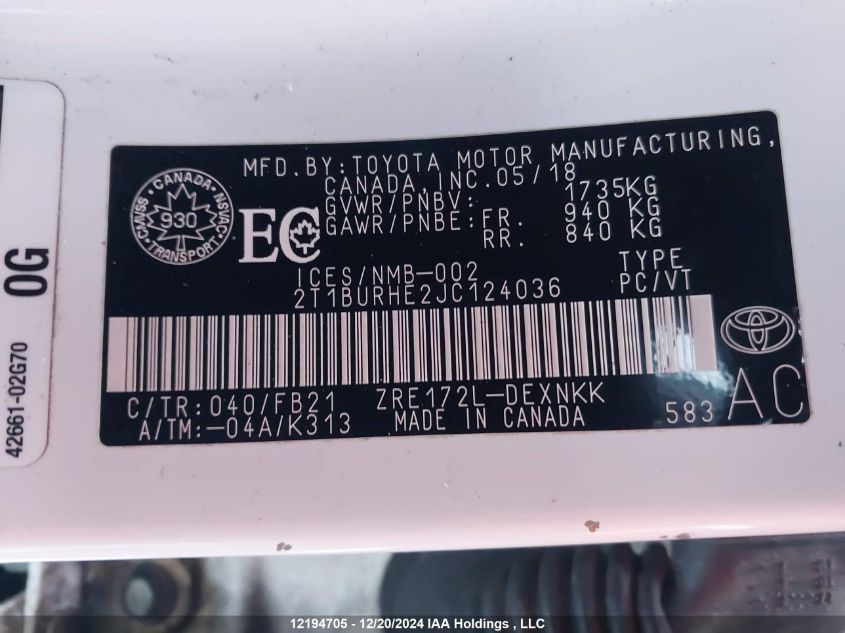 MFD.BY:TOYOTA MOTOR MANUFACTURING,
CANADA,INC.05/18
GVWR/PNBV: 1735KG
GAWR/PNBE: FR. 940 KG
RR. 840 KG
CANADA
930
TRANSPORT
NSVAC
SNVAC
EC
ICES/NMB-002
TYPE
2T1BURHE2JC124036
PC/VT
C/TR:040/FB21
ZRE172L-DEXNKK
A/TM:-04A/K313
MADE IN CANADA
583 AC
42661-02G70
0G
12194705 - 12/20/2024 IAA Holdings , LLC